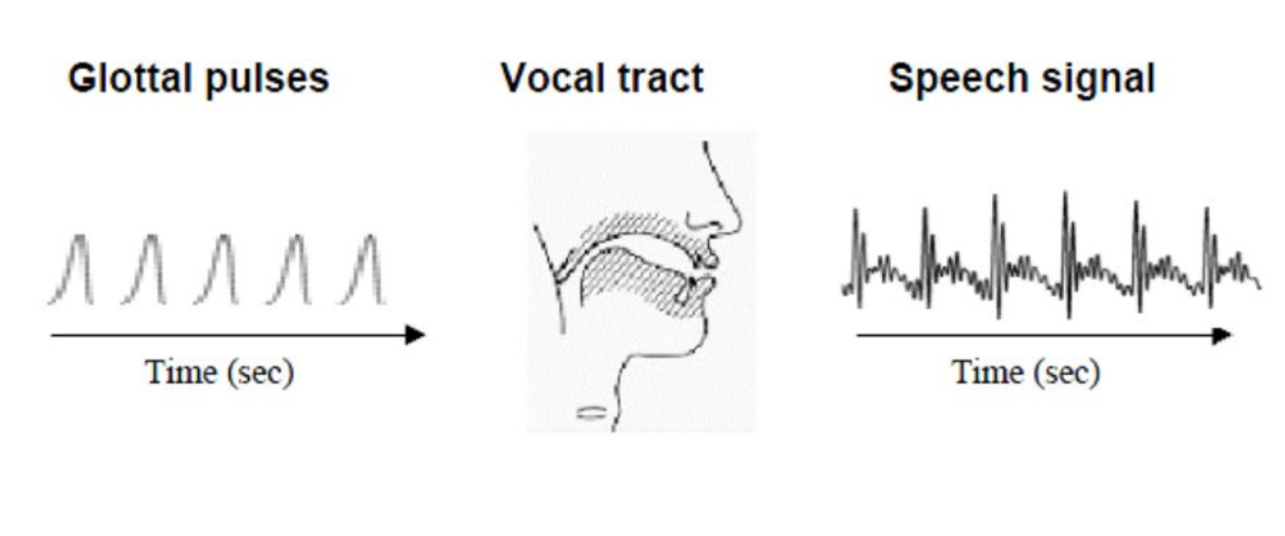 Glottal pulses
Vocal tract
Speech signal
Time (sec)
Time (sec)